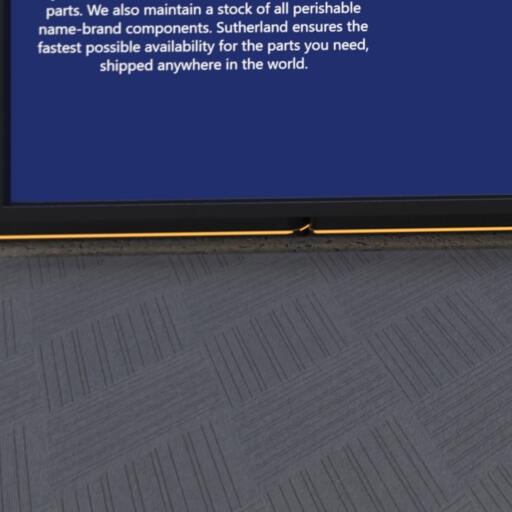 parts. We also maintain a stock of all perishable
name-brand components. Sutherland ensures the
fastest possible availability for the parts you need,
shipped anywhere in the world.